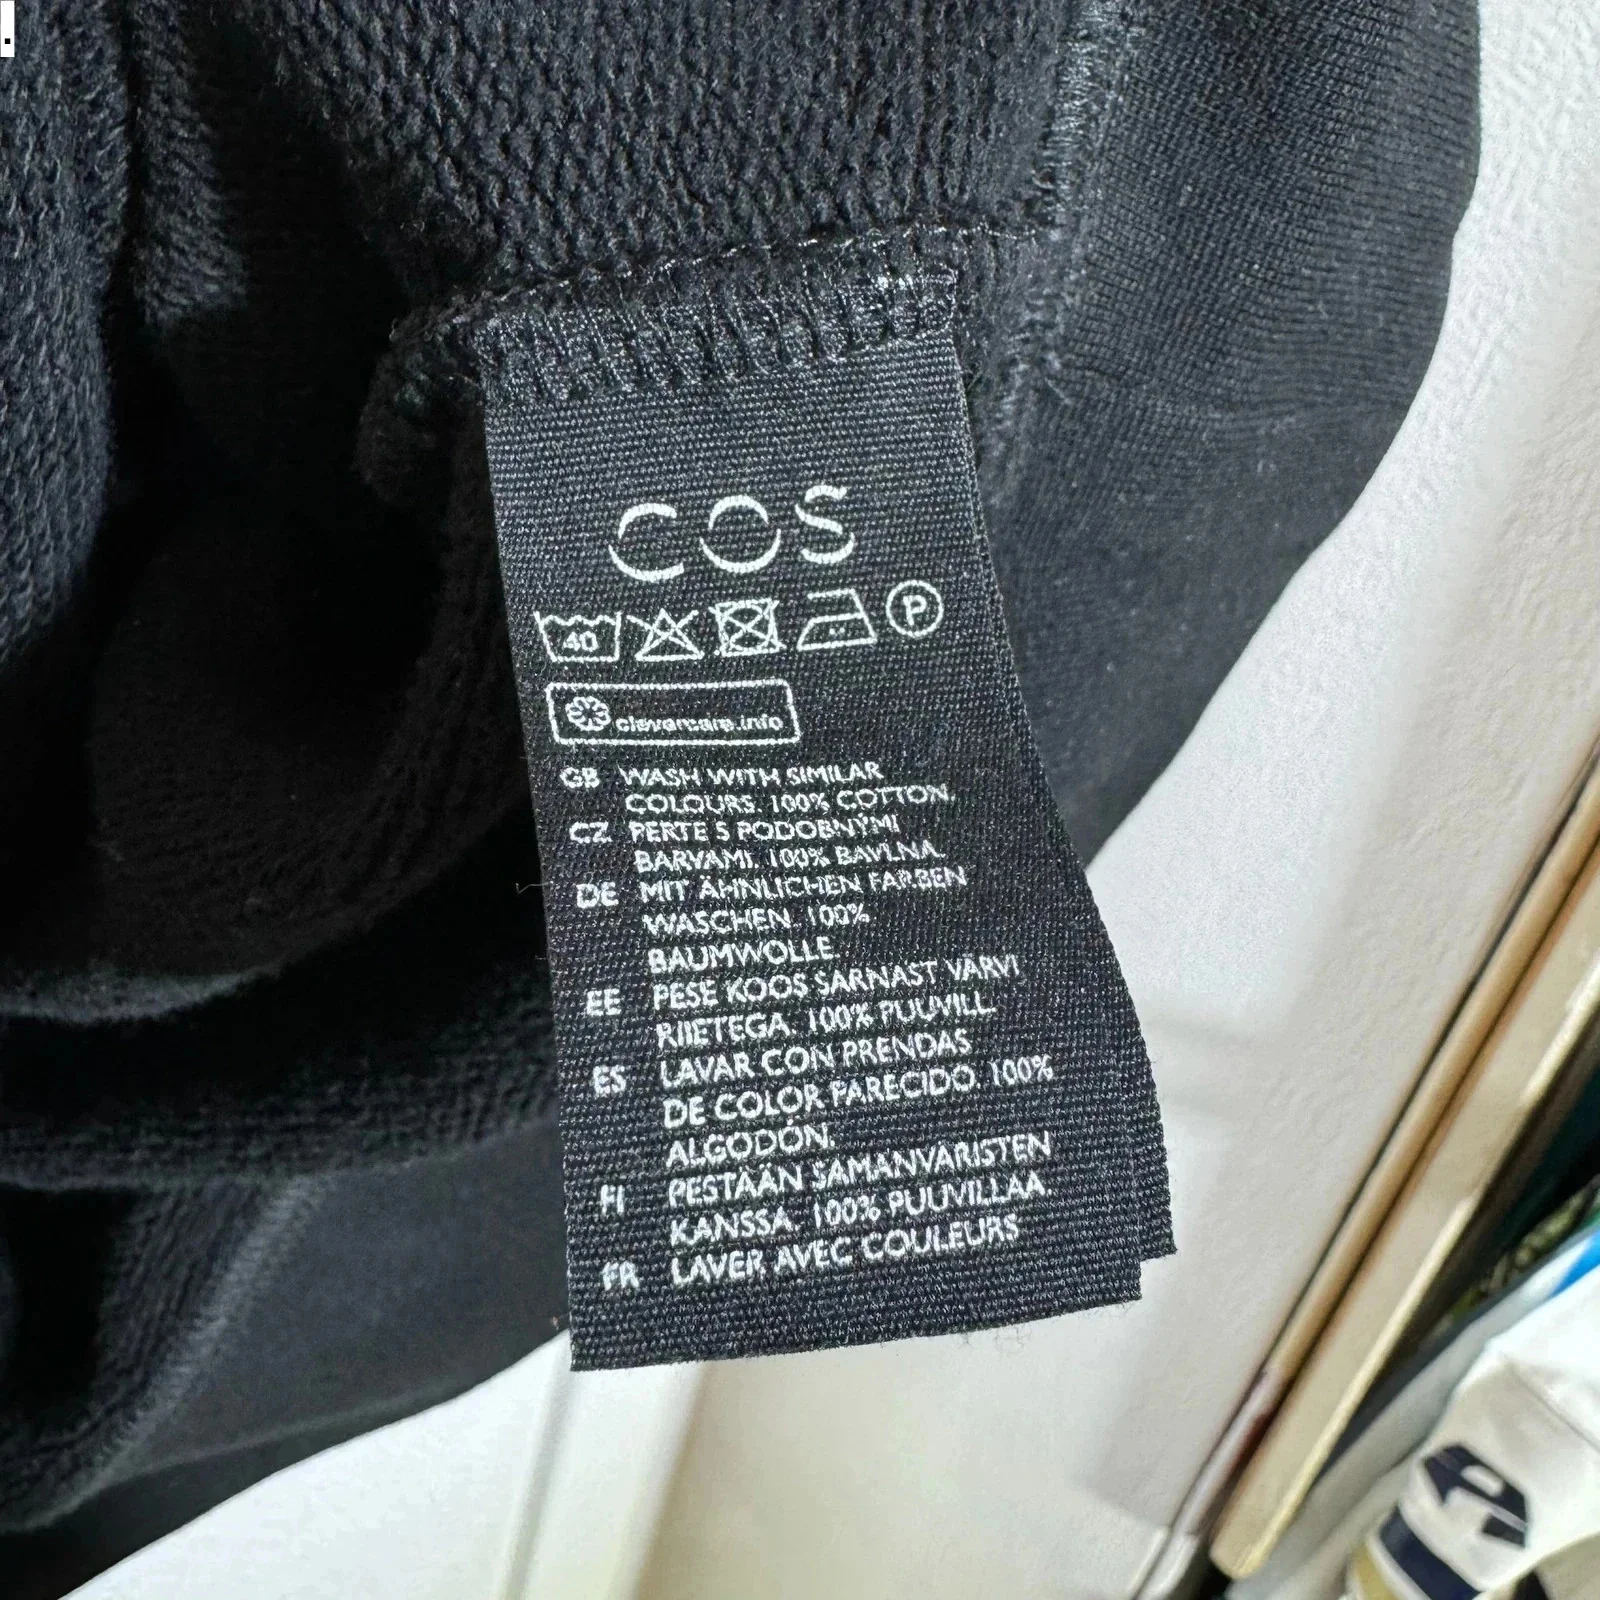 .
COS
40
P
clevercare.info
GB WASH WITH SIMILAR
COLOURS. 100% COTTON.
CZ PERTE S PODOBNÝMI
BARVAMI. 100% BAVLNA.
DE MIT ÄHNLICHEN FARBEN
WASCHEN. 100%
BAUMWOLLE
EE PESE KOOS SARNAST VÄRVI
RIIETEGA. 100% PUUVILL.
ES LAVAR CON PRENDAS
DE COLOR PARECIDO. 100%
ALGODÓN.
FI PESTÄÄN SAMANVÄRISTEN
KANSSA. 100% PUUVILLAA.
FR LAVER AVEC COULEURS